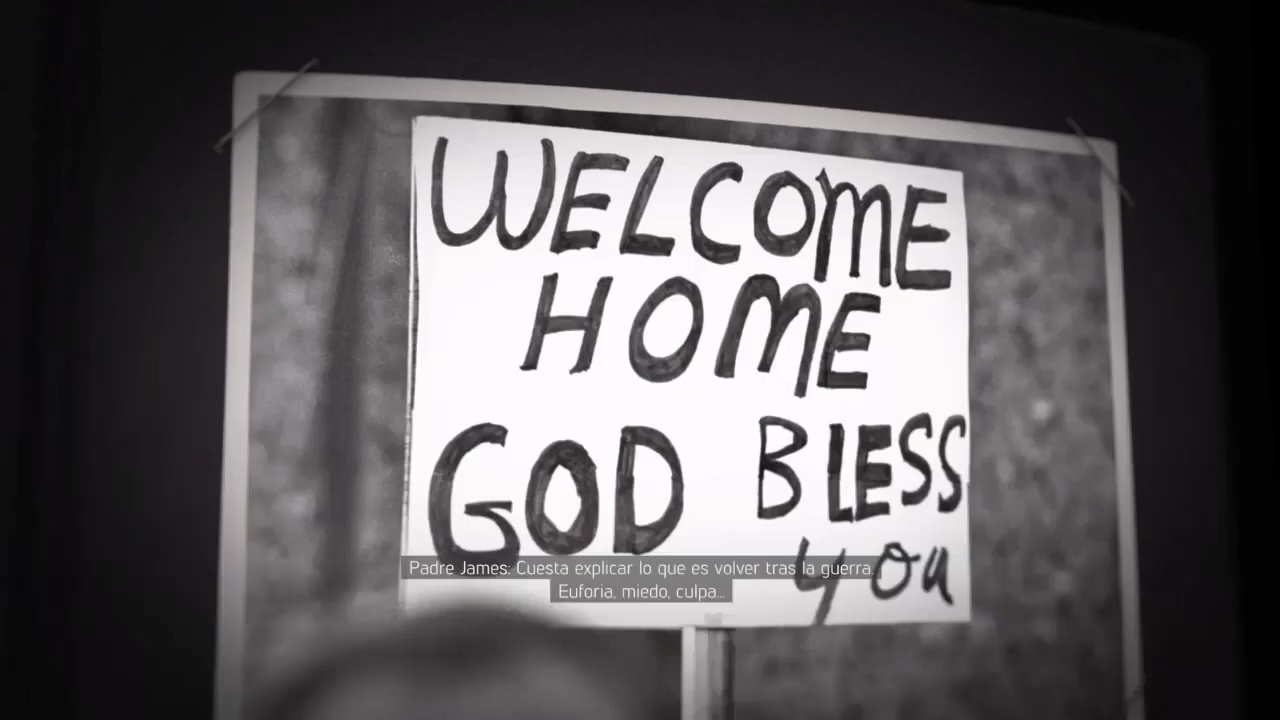 WELCOME
HOME
GOD BLESS
you
Padre James: Cuesta explicar lo que es volver tras la guerra.
Euforia, miedo, culpa...